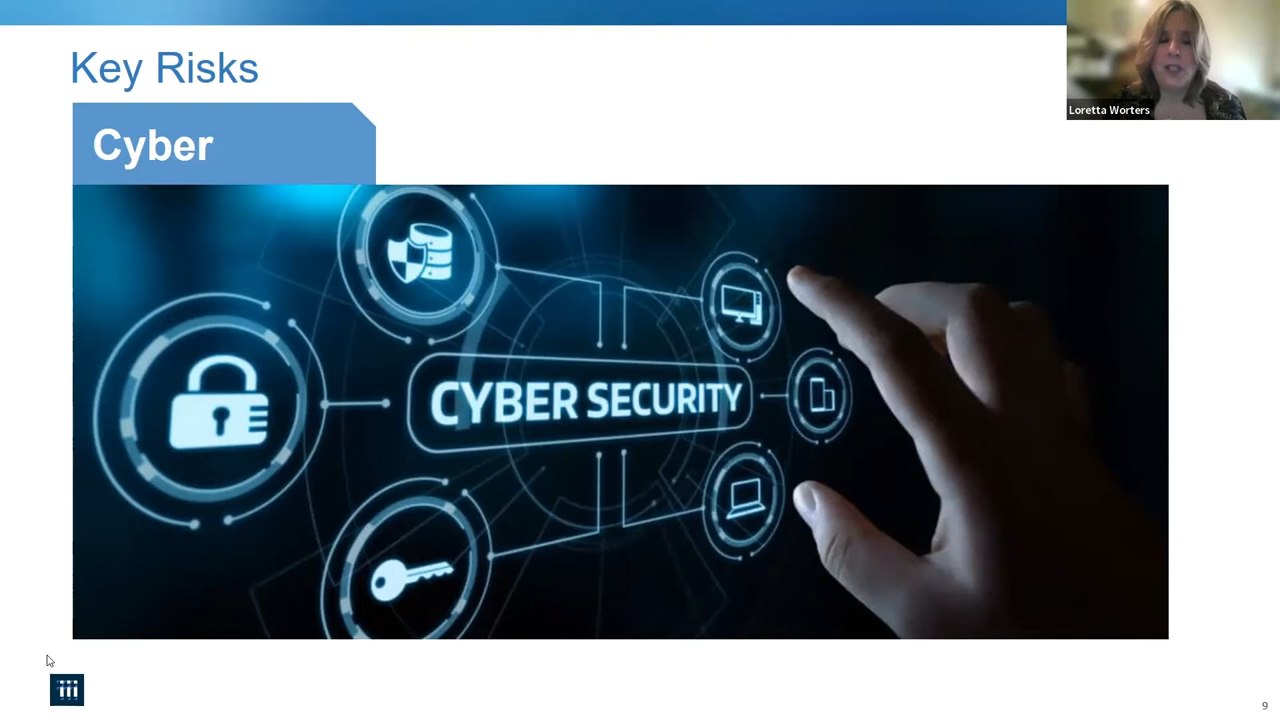 Key Risks
Loretta Worters
Cyber
CYBER SECURITY
iii
9